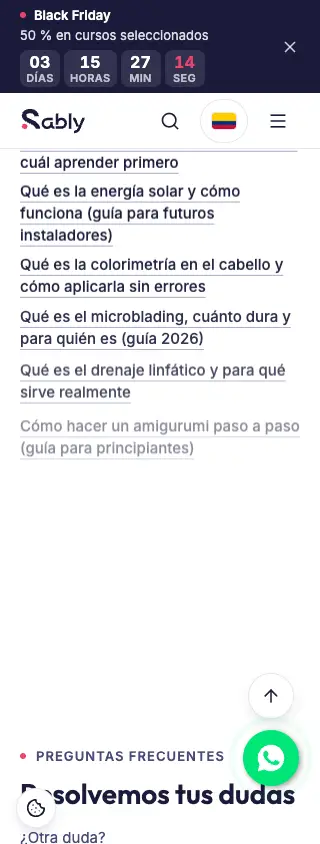 Black Friday
50 % en cursos seleccionados
03 15 27 14
DÍAS HORAS MIN SEG
Sably
cuál aprender primero
Qué es la energía solar y cómo
funciona (guía para futuros
instaladores)
Qué es la colorimetría en el cabello y
cómo aplicarla sin errores
Qué es el microblading, cuánto dura y
para quién es (guía 2026)
Qué es el drenaje linfático y para qué
sirve realmente
Cómo hacer un amigurumi paso a paso
(guía para principiantes)
PREGUNTAS FRECUENTES
Resolvemos tus dudas
¿Otra duda?